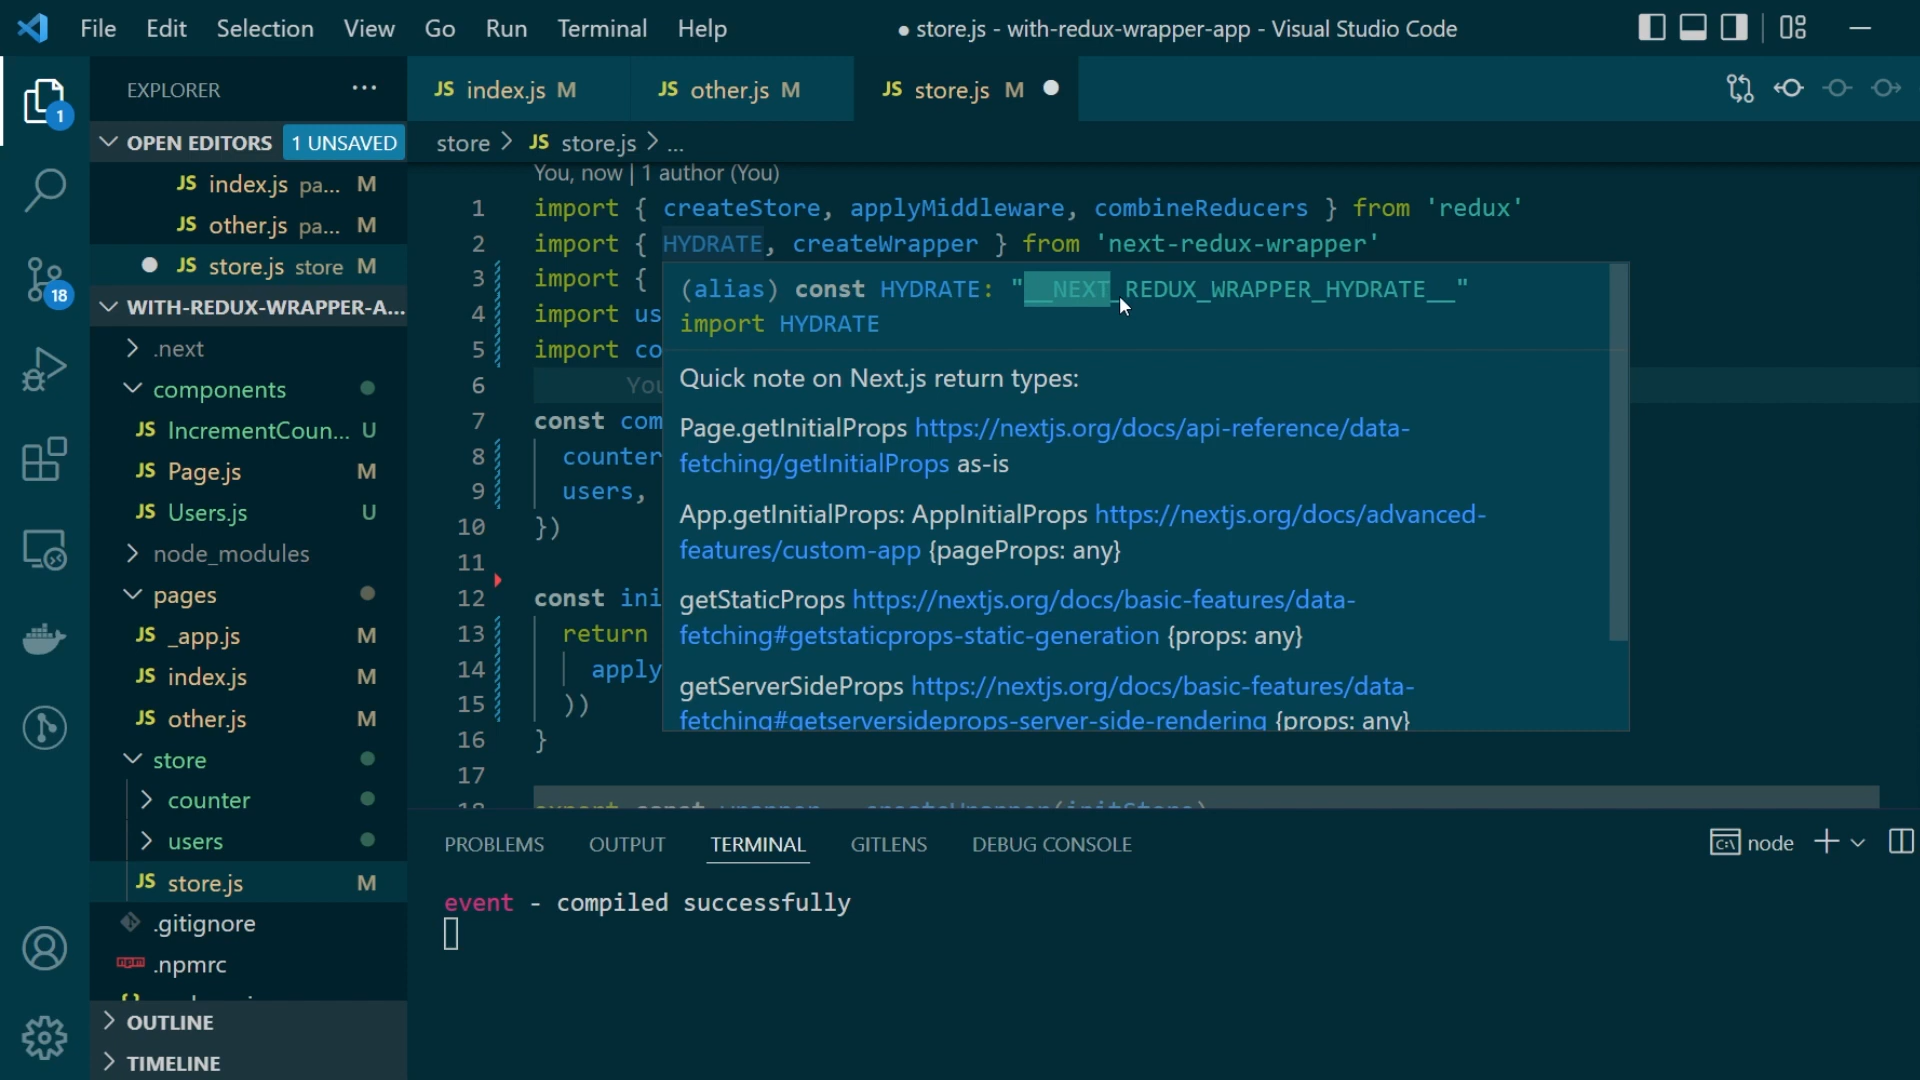 File Edit Selection View Go Run Terminal Help
● store.js - with-redux-wrapper-app - Visual Studio Code
EXPLORER
OPEN EDITORS 1 UNSAVED
JS index.js pa... M
JS other.js pa... M
JS store.js store M
WITH-REDUX-WRAPPER-A...
.next
components
JS IncrementCoun... U
JS Page.js M
JS Users.js U
node_modules
pages
JS _app.js M
JS index.js M
JS other.js M
store
counter
users
JS store.js M
.gitignore
npm .npmrc
OUTLINE
TIMELINE
1
18
JS index.js M JS other.js M JS store.js M
store > JS store.js > ...
You, now | 1 author (You)
1 import { createStore, applyMiddleware, combineReducers } from 'redux'
2 import { HYDRATE, createWrapper } from 'next-redux-wrapper'
3 import {
4 import us
5 import co
6 You
7 const com
8 counter
9 users,
10 })
11
12 const ini
13 return
14 apply
15 ))
16 }
17
18 export const wrapper = createWrapper(initStore)
(alias) const HYDRATE: "__NEXT_REDUX_WRAPPER_HYDRATE__"
import HYDRATE
Quick note on Next.js return types:
Page.getInitialProps https://nextjs.org/docs/api-reference/data-
fetching/getInitialProps as-is
App.getInitialProps: AppInitialProps https://nextjs.org/docs/advanced-
features/custom-app {pageProps: any}
getStaticProps https://nextjs.org/docs/basic-features/data-
fetching#getstaticprops-static-generation {props: any}
getServerSideProps https://nextjs.org/docs/basic-features/data-
fetching#getserversideprops-server-side-rendering {props: any}
PROBLEMS OUTPUT TERMINAL GITLENS DEBUG CONSOLE
node
event - compiled successfully